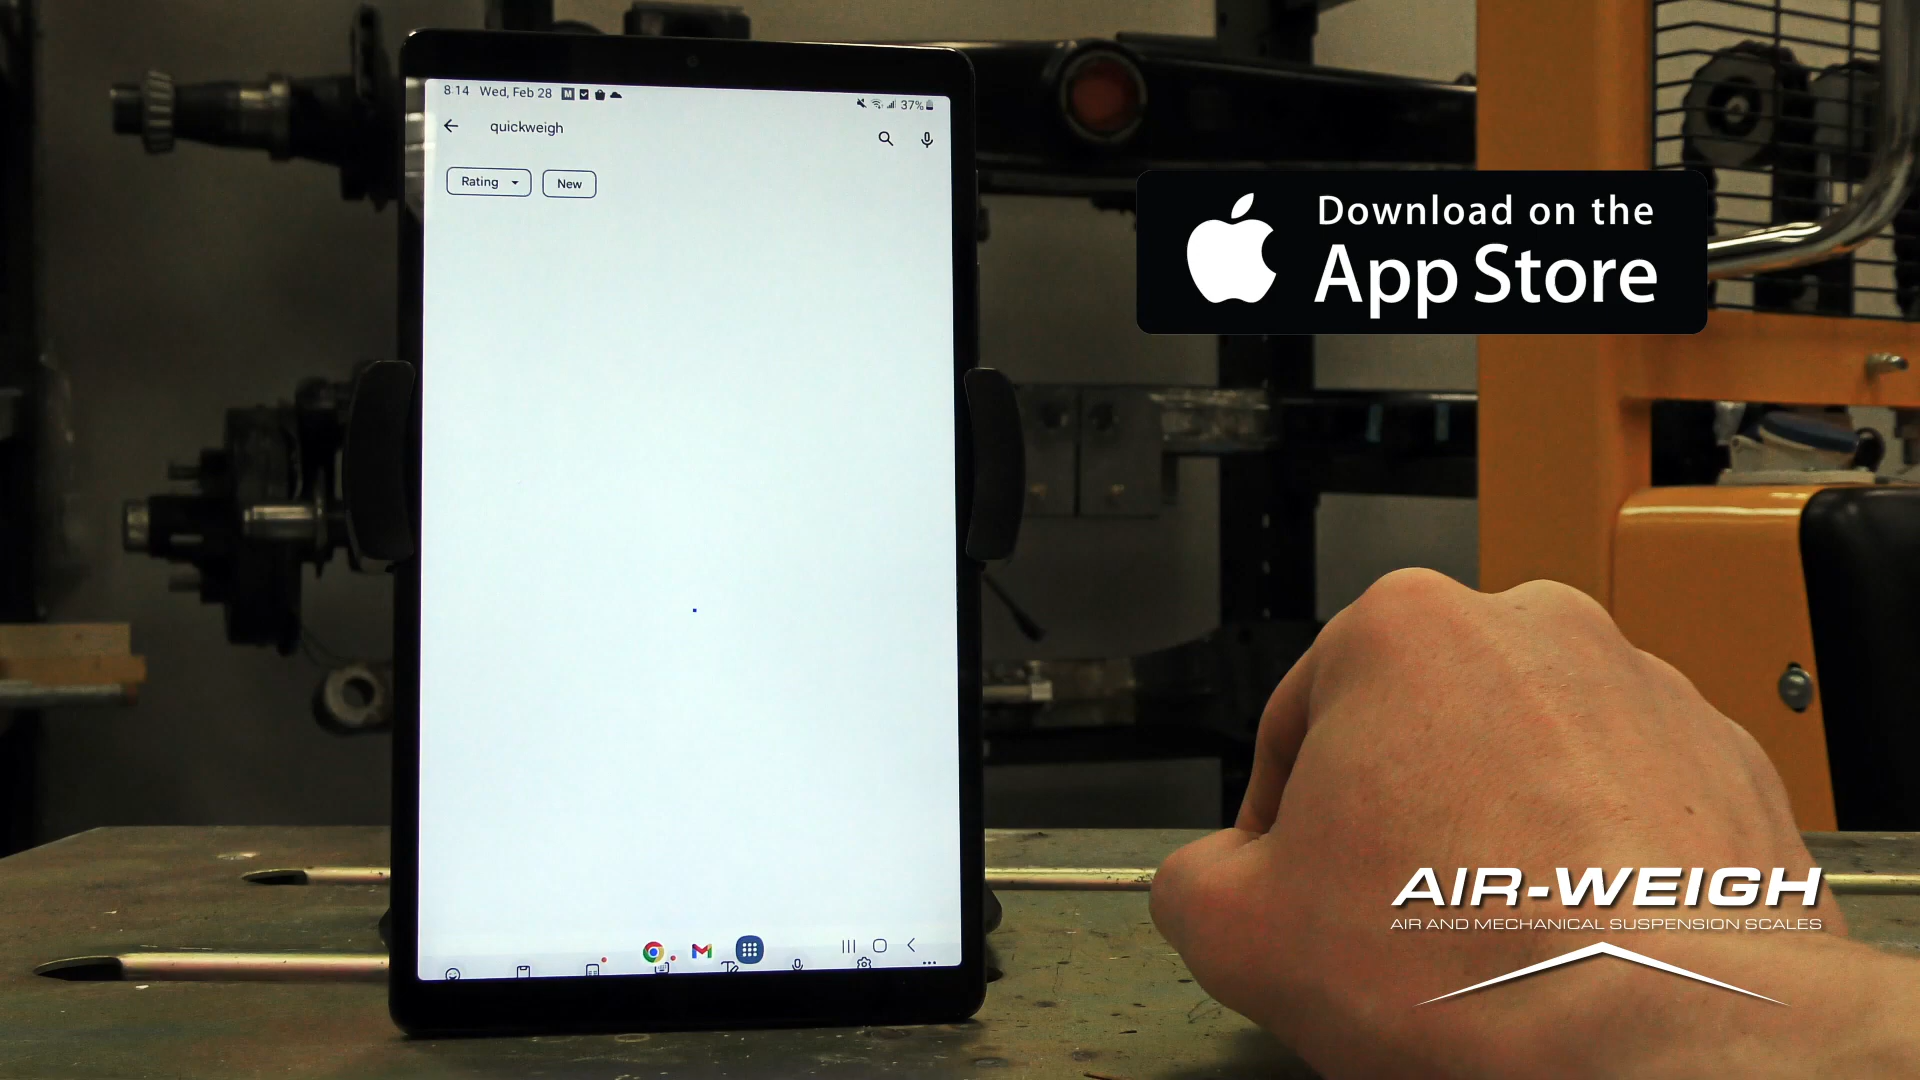 8:14 Wed, Feb 28
37%
quickweigh
Rating
New
Download on the
App Store
AIR-WEIGH
AIR AND MECHANICAL SUSPENSION SCALES